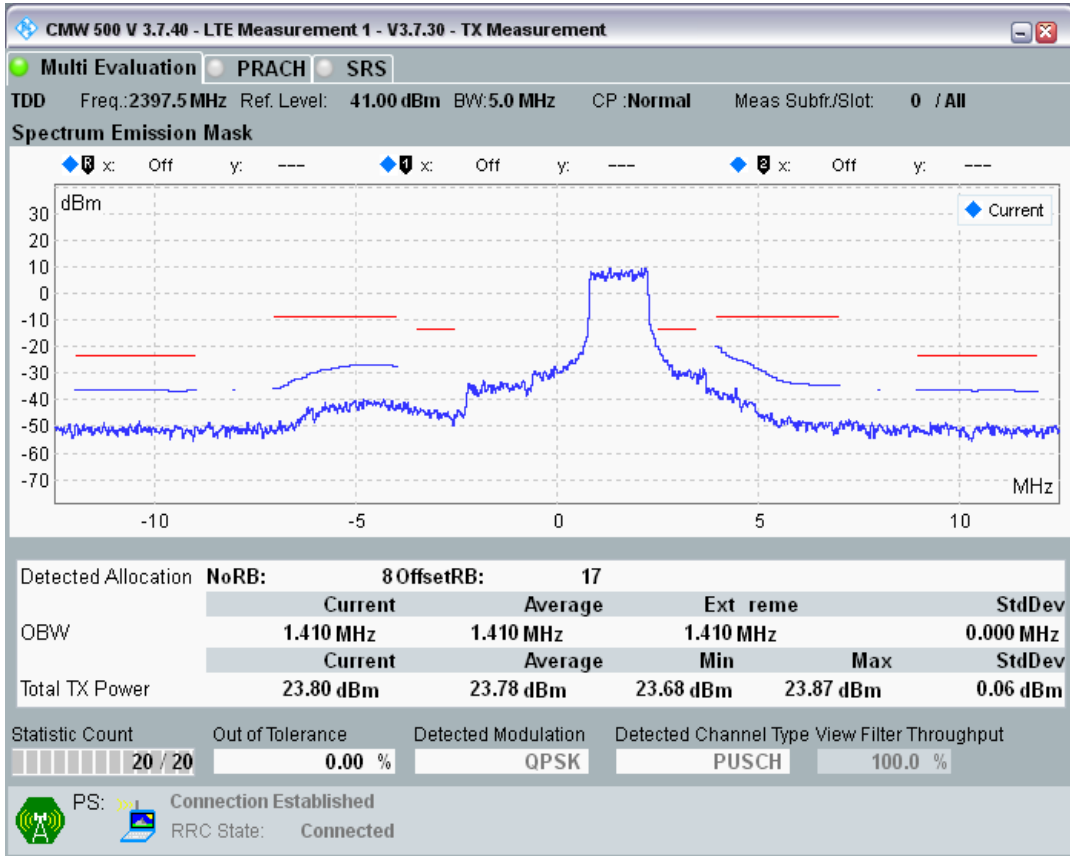 CMW 500 V 3.7.40 - LTE Measurement 1 - V3.7.30 - TX Measurement
Multi Evaluation PRACH SRS
TDD Freq.:2397.5 MHz Ref. Level: 41.00 dBm BW:5.0 MHz CP :Normal Meas Subfr./Slot: 0 / All
Spectrum Emission Mask
R x: Off y: --- 1 x: Off y: --- 2 x: Off y: ---
dBm
Current
30
20
10
0
-10
-20
-30
-40
-50
-60
-70
MHz
-10 -5 0 5 10
Detected Allocation NoRB: 8 OffsetRB: 17
Current Average Ext reme StdDev
OBW 1.410 MHz 1.410 MHz 1.410 MHz 0.000 MHz
Current Average Min Max StdDev
Total TX Power 23.80 dBm 23.78 dBm 23.68 dBm 23.87 dBm 0.06 dBm
Statistic Count Out of Tolerance Detected Modulation Detected Channel Type View Filter Throughput
20 / 20 0.00 % QPSK PUSCH 100.0 %
PS: Connection Established
RRC State: Connected